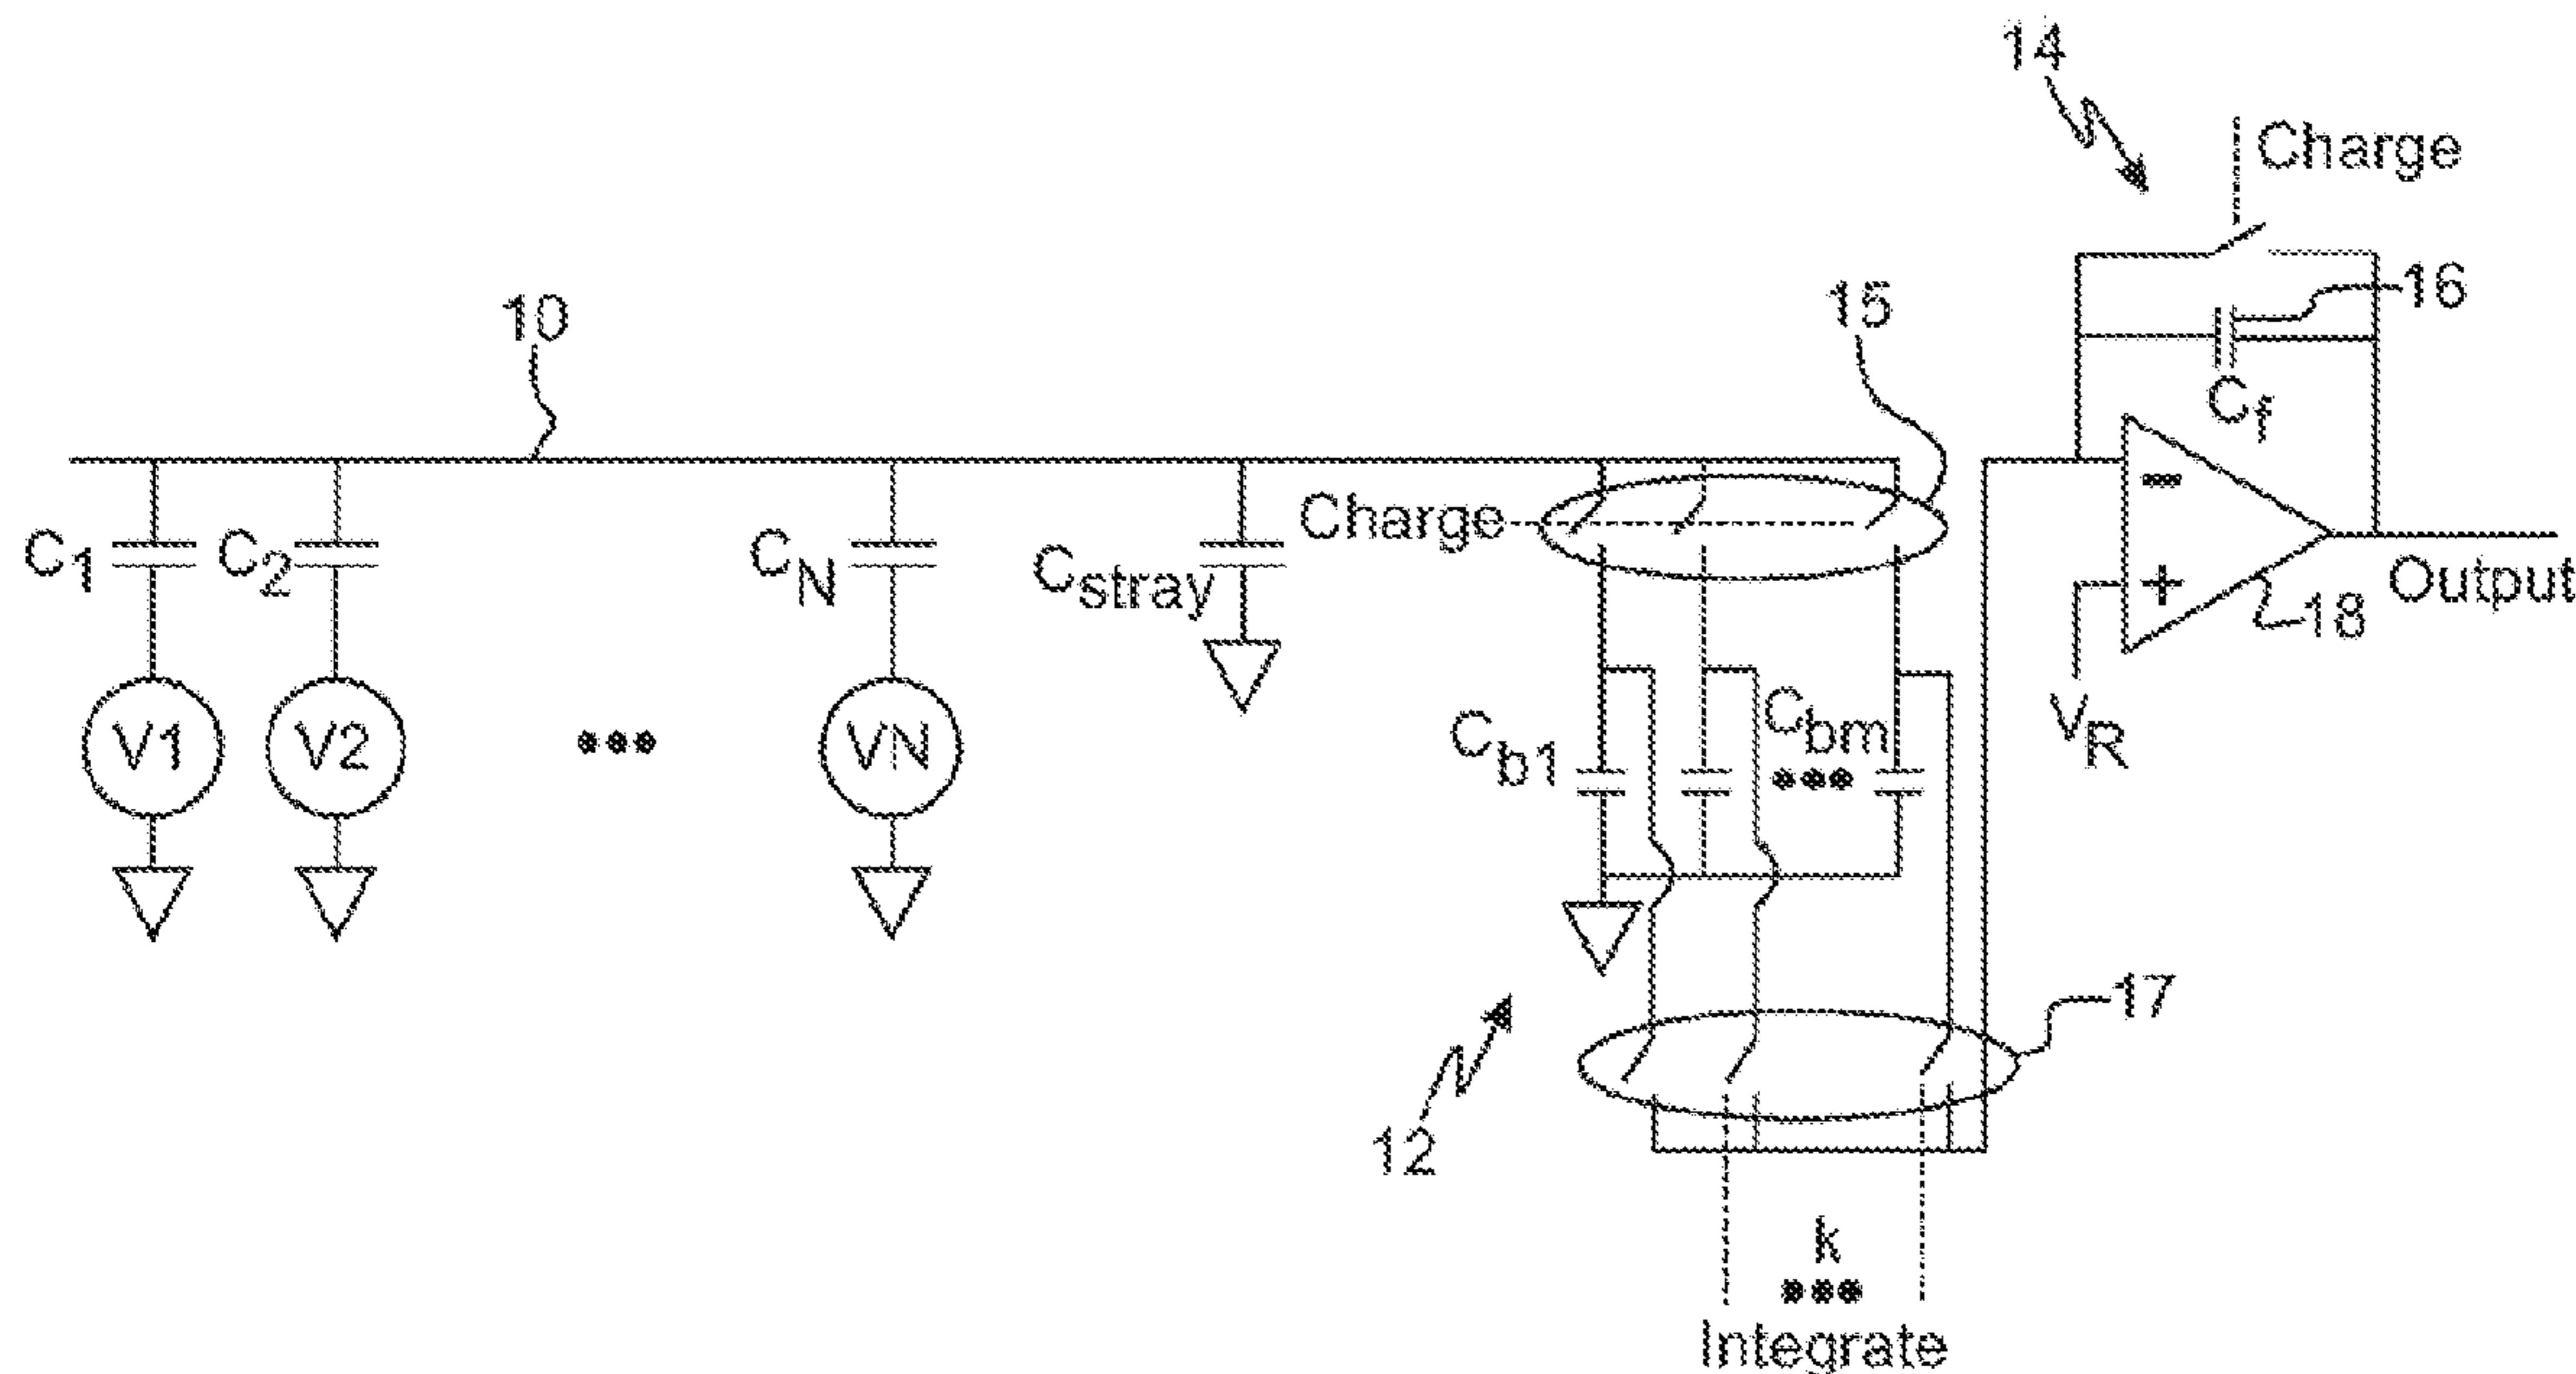 14
Charge
10
15
16
Cf
Charge
C1
C2
CN
Cstray
18
Output
V1
V2
•••
VN
Cb1
Cbm
•••
VR
17
12
k
•••
Integrate